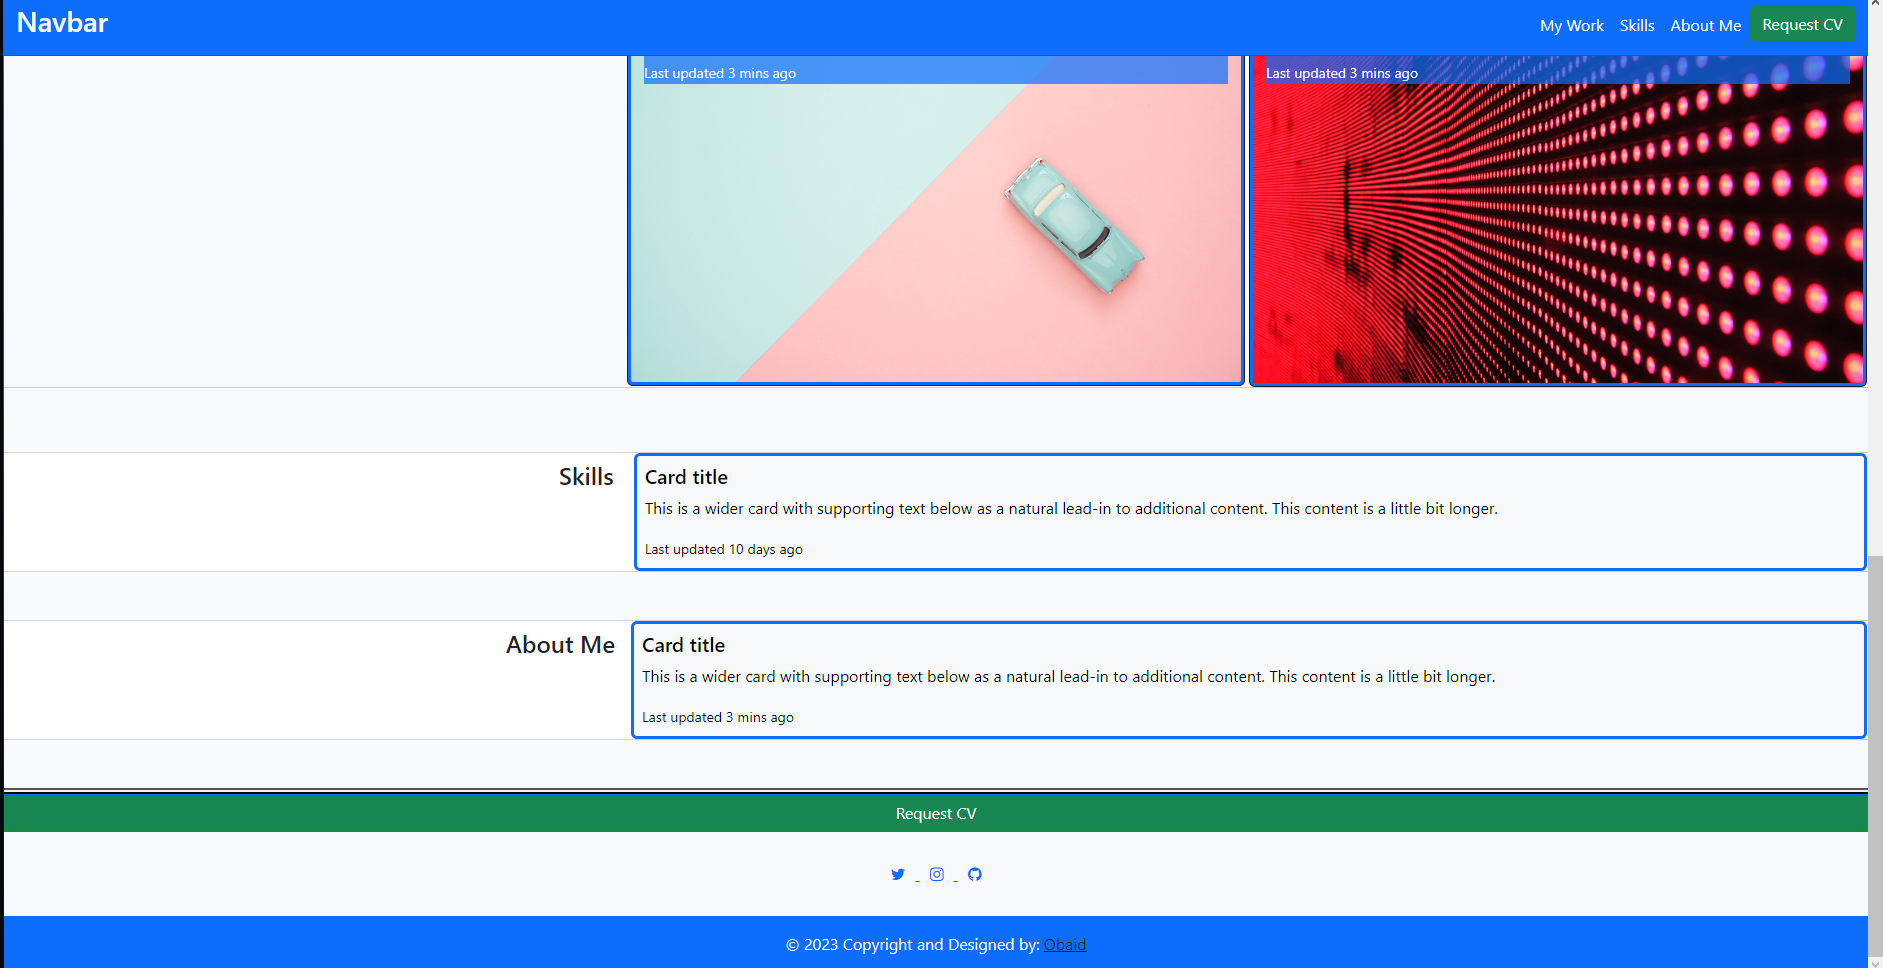 Navbar
My Work Skills About Me Request CV
Last updated 3 mins ago
Last updated 3 mins ago
Skills
Card title
This is a wider card with supporting text below as a natural lead-in to additional content. This content is a little bit longer.
Last updated 10 days ago
About Me
Card title
This is a wider card with supporting text below as a natural lead-in to additional content. This content is a little bit longer.
Last updated 3 mins ago
Request CV
© 2023 Copyright and Designed by: Obaid